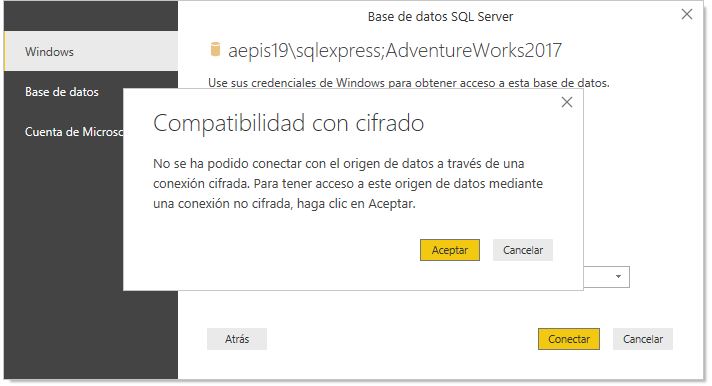 Base de datos SQL Server
Windows
Base de datos
Cuenta de Microso
aepis19\sqlexpress;AdventureWorks2017
Use sus credenciales de Windows para obtener acceso a esta base de datos.
Compatibilidad con cifrado
No se ha podido conectar con el origen de datos a través de una
conexión cifrada. Para tener acceso a este origen de datos mediante
una conexión no cifrada, haga clic en Aceptar.
Aceptar
Cancelar
Atrás
Conectar
Cancelar